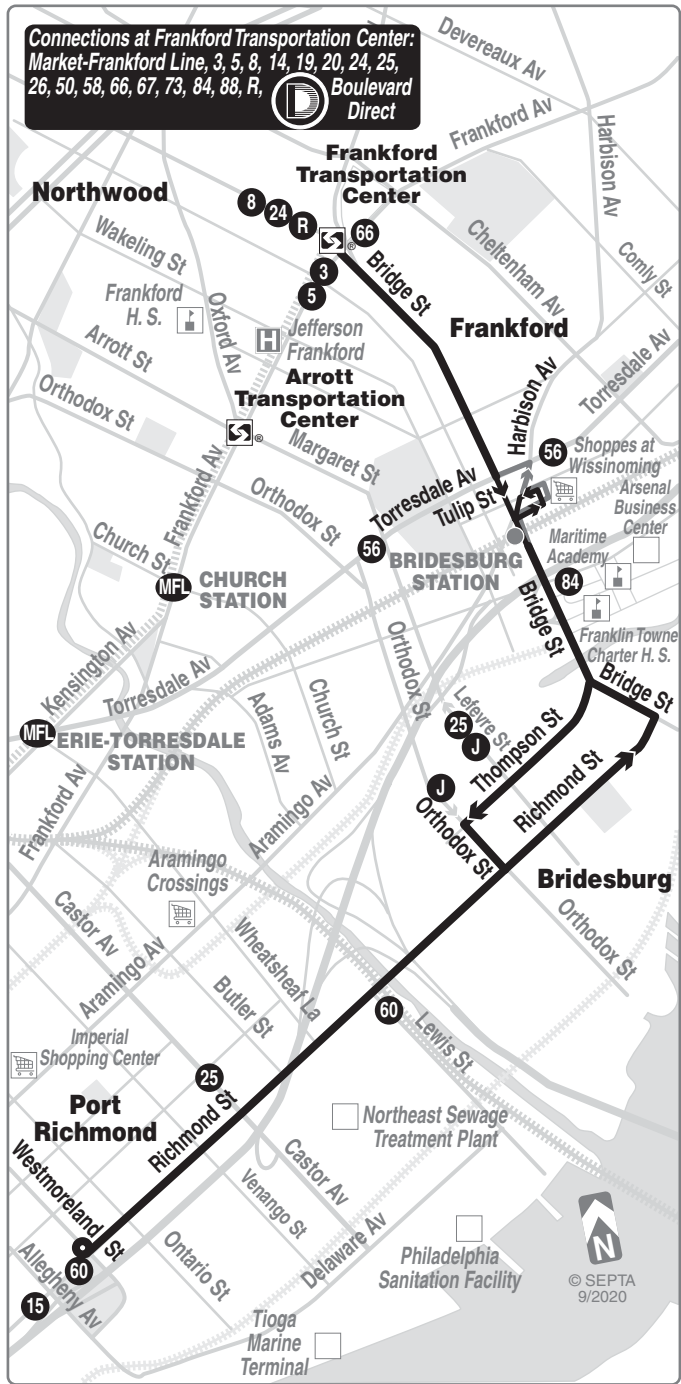 Connections at Frankford Transportation Center:
Market-Frankford Line, 3, 5, 8, 14, 19, 20, 24, 25,
26, 50, 58, 66, 67, 73, 84, 88, R, Boulevard
Direct
Devereaux Av
Frankford Av
Harbison Av
Frankford
Transportation
Center
Northwood
8
24
R
66
®
Wakeling St
Cheltenham Av
Comly St
3
5
Bridge St
Frankford
H. S.
Oxford Av
H
Jefferson
Frankford
Frankford
Arrott St
Arrott
Transportation
Center
®
Harbison Av
Torresdale Av
Orthodox St
Margaret St
56
Shoppes at
Wissinoming
Orthodox St
Torresdale Av
Tulip St
Arsenal
Business
Center
Frankford Av
Church St
56
BRIDESBURG
STATION
Maritime
Academy
MFL
CHURCH
STATION
84
Bridge St
Franklin Towne
Charter H. S.
Kensington Av
Torresdale Av
Orthodox St
Bridge St
Church St
Adams Av
Lefevre St
25
J
Thompson St
MFL
ERIE-TORRESDALE
STATION
Richmond St
J
Frankford Av
Aramingo Av
Orthodox St
Aramingo
Crossings
Bridesburg
Castor Av
Orthodox St
Wheatsheaf La
Aramingo Av
Butler St
60
Lewis St
Imperial
Shopping Center
25
Port
Richmond
Richmond St
Northeast Sewage
Treatment Plant
Westmoreland St
Castor Av
Venango St
Delaware Av
N
60
Ontario St
Philadelphia
Sanitation Facility
© SEPTA
9/2020
Allegheny Av
15
Tioga
Marine
Terminal